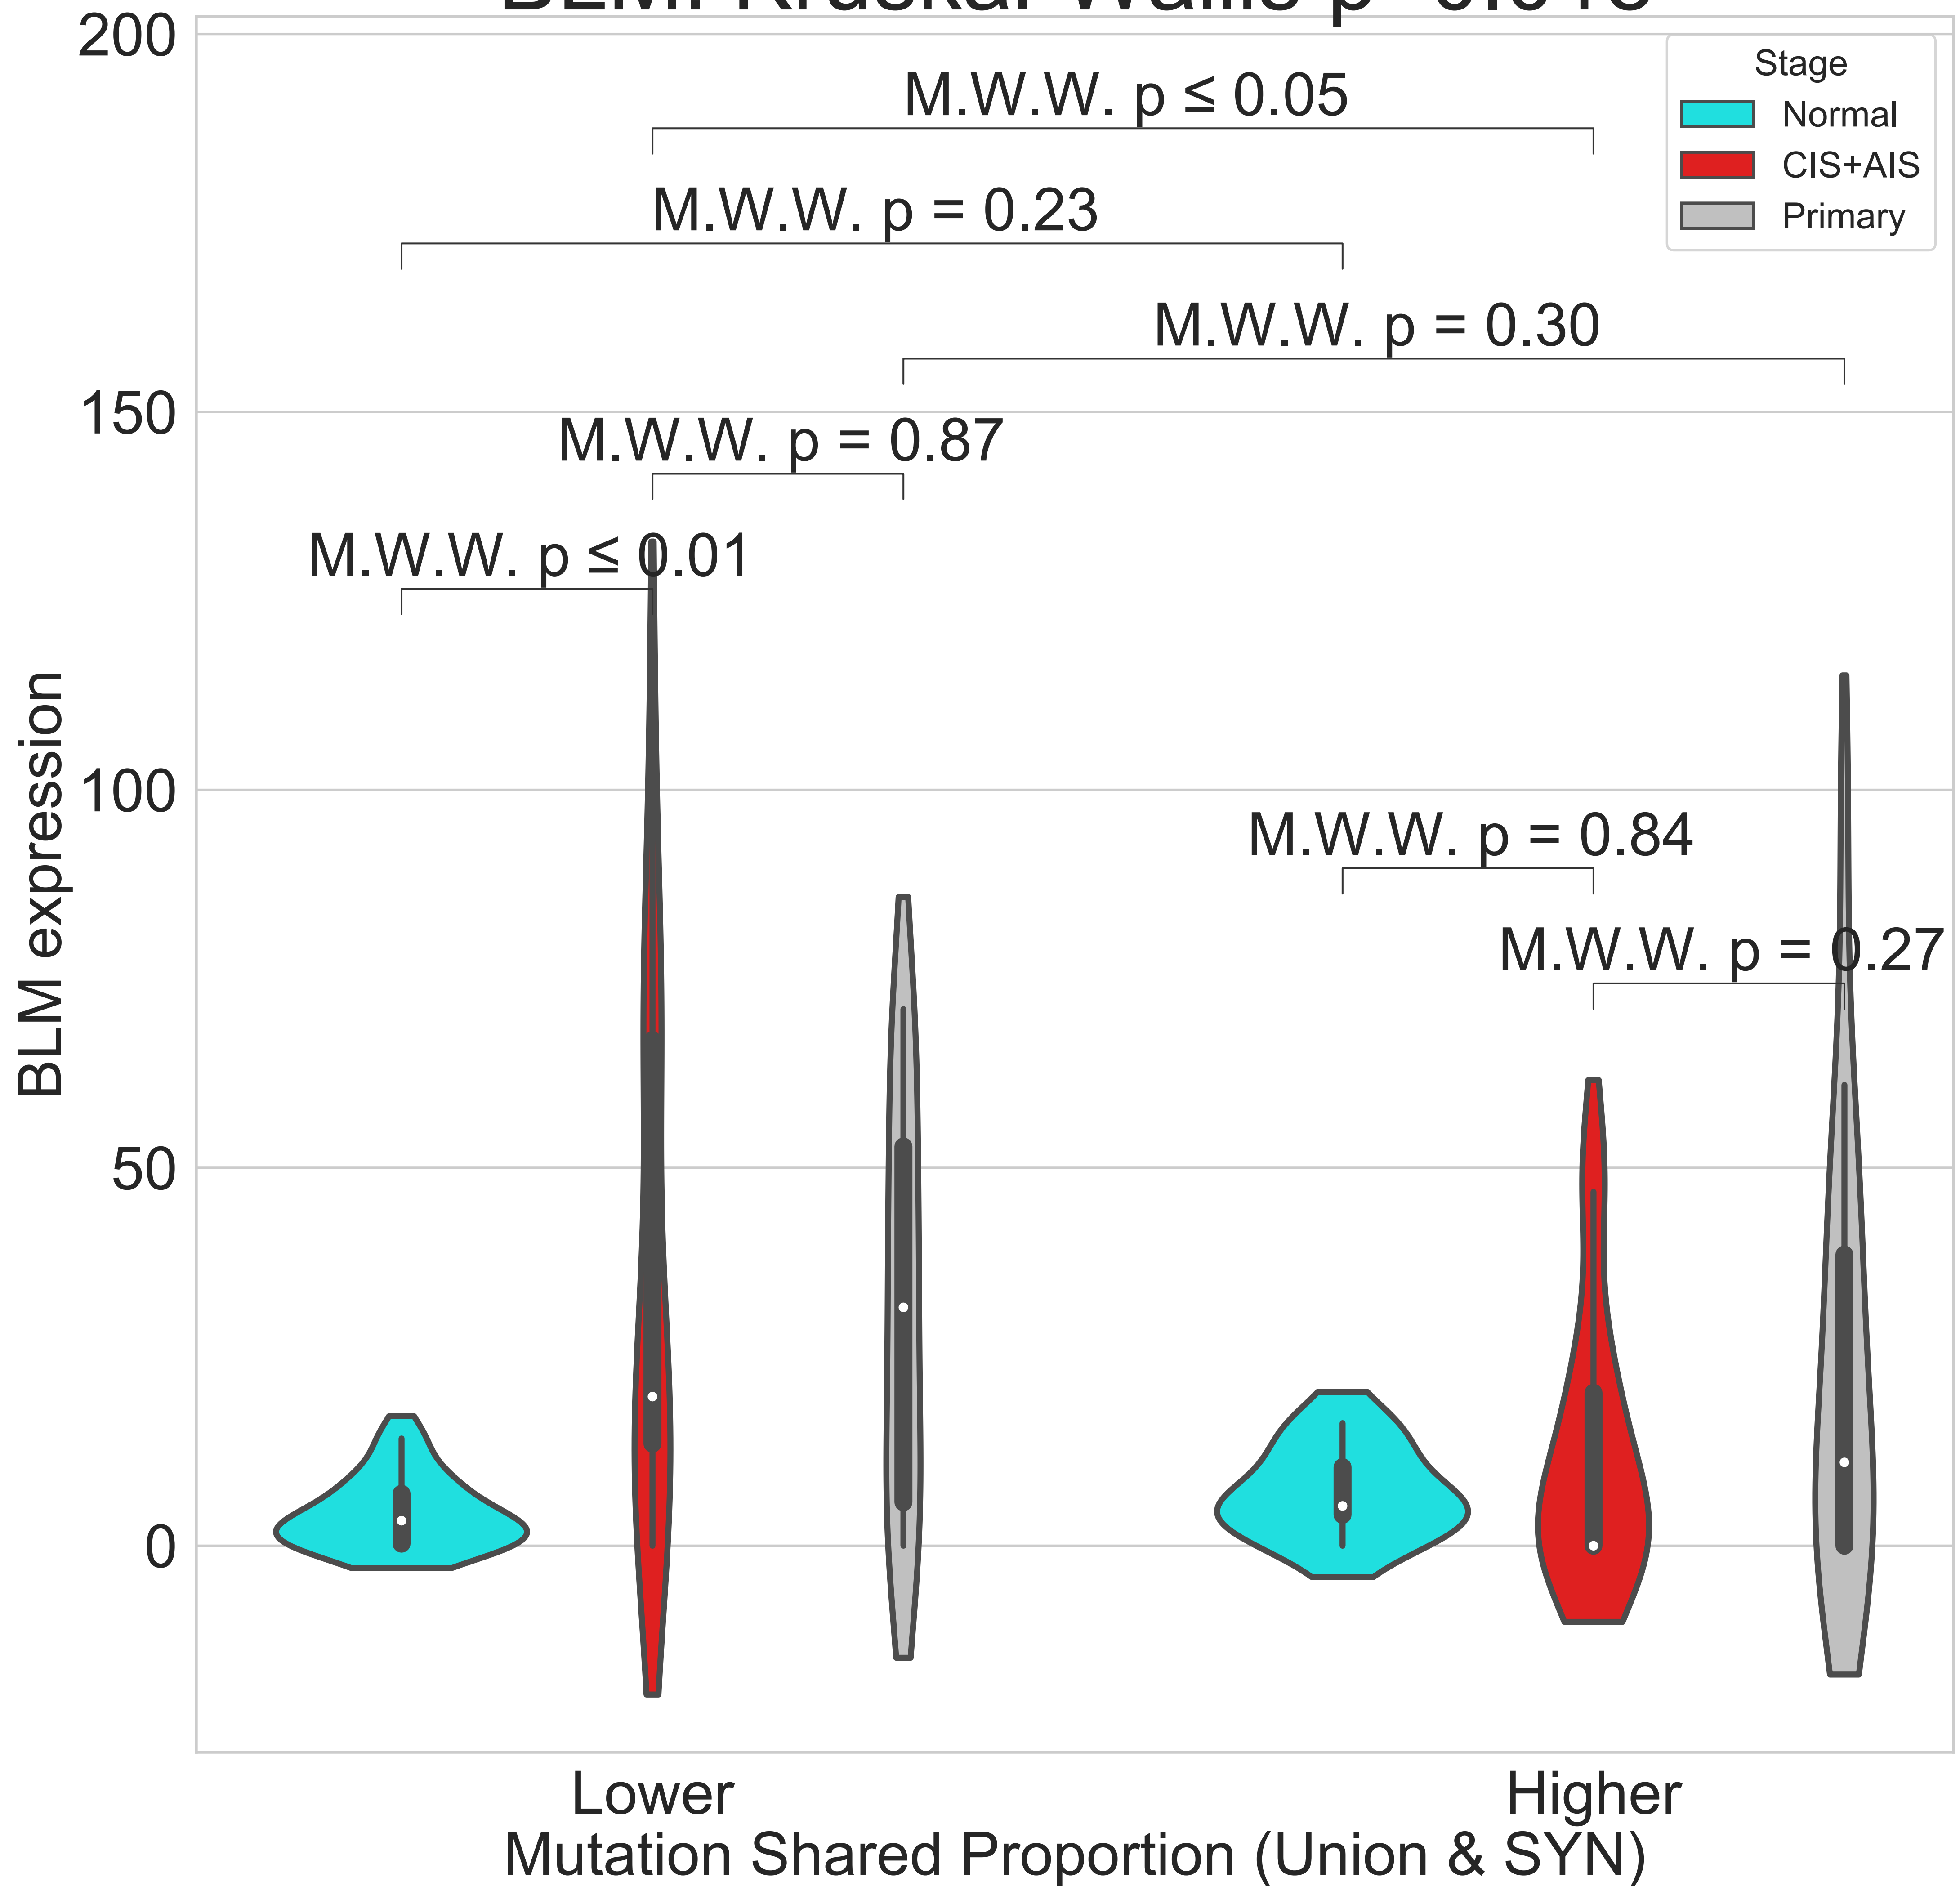 200
Stage
Normal
CIS+AIS
Primary
M.W.W. p ≤ 0.05
M.W.W. p = 0.23
M.W.W. p = 0.30
150
M.W.W. p = 0.87
M.W.W. p ≤ 0.01
100
M.W.W. p = 0.84
M.W.W. p = 0.27
50
0
BLM expression
Lower
Higher
Mutation Shared Proportion (Union & SYN)